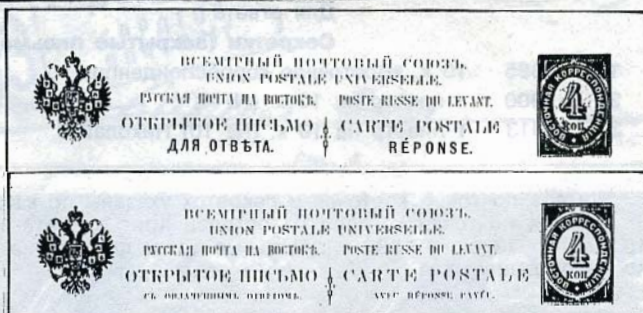 ВСЕМІРНЫЙ ПОЧТОВЫЙ СОЮЗЪ.
UNION POSTALE UNIVERSELLE.
РУССКАЯ ПОЧТА НА ВОСТОКѢ. POSTE RUSSE DU LEVANT.
ОТКРЫТОЕ ПИСЬМО CARTE POSTALE
ДЛЯ ОТВѢТА. RÉPONSE.
ВОСТОЧНАЯ КОРРЕСПОНДЕНЦІЯ
4
КОП
ВСЕМІРНЫЙ ПОЧТОВЫЙ СОЮЗЪ.
UNION POSTALE UNIVERSELLE.
РУССКАЯ ПОЧТА НА ВОСТОКѢ. POSTE RUSSE DU LEVANT.
ОТКРЫТОЕ ПИСЬМО CARTE POSTALE
СЪ ОПЛАЧЕННЫМЪ ОТВѢТОМЪ. AVEC RÉPONSE PAYÉE.
ВОСТОЧНАЯ КОРРЕСПОНДЕНЦІЯ
4
КОП